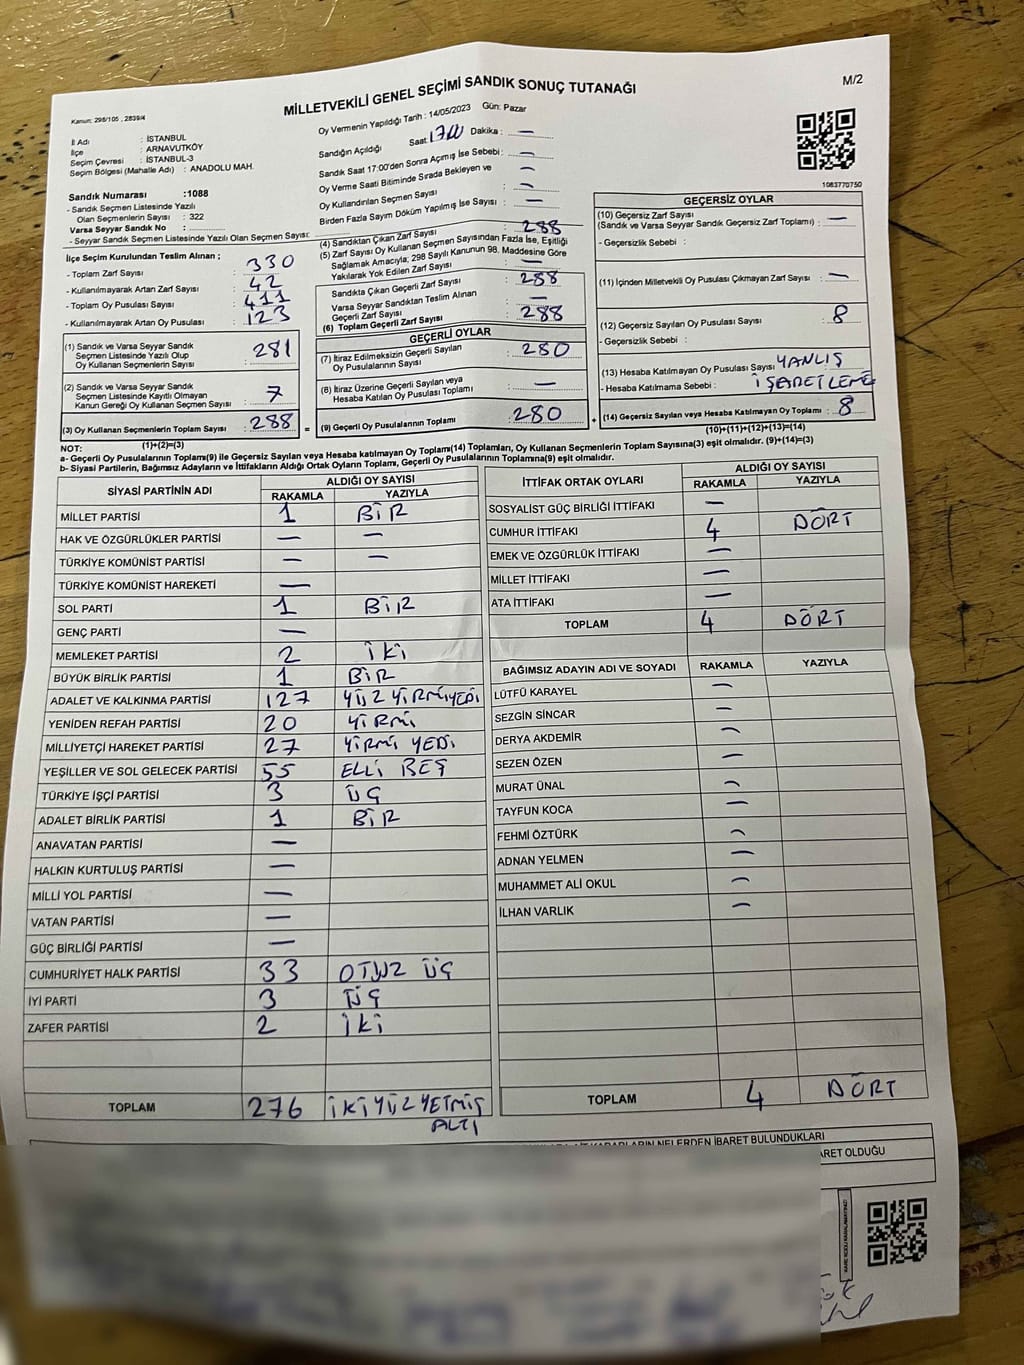 MİLLETVEKİLİ GENEL SEÇİMİ SANDIK SONUÇ TUTANAĞI
M/2
Kanun: 298/105 , 2839/4
İl Adı : İSTANBUL
İlçe : ARNAVUTKÖY
Seçim Çevresi : İSTANBUL-3
Seçim Bölgesi (Mahalle Adı) : ANADOLU MAH.
Sandık Numarası :1088
- Sandık Seçmen Listesinde Yazılı
Olan Seçmenlerin Sayısı : 322
Varsa Seyyar Sandık No :
- Seyyar Sandık Seçmen Listesinde Yazılı Olan Seçmen Sayısı:
Oy Vermenin Yapıldığı Tarih : 14/05/2023 Gün: Pazar
Sandığın Açıldığı Saat: 1700 Dakika : —
Sandık Saat 17:00'den Sonra Açımış İse Sebebi: —
Oy Verme Saati Bitiminde Sırada Bekleyen ve
Oy Kullandırılan Seçmen Sayısı : —
Birden Fazla Sayım Döküm Yapılmış İse Sayısı : —
1083770750
İlçe Seçim Kurulundan Teslim Alınan ;
- Toplam Zarf Sayısı : 330
- Kullanılmayarak Artan Zarf Sayısı : 42
- Toplam Oy Pusulası Sayısı : 411
- Kullanılmayarak Artan Oy Pusulası : 123
(1) Sandık ve Varsa Seyyar Sandık
Seçmen Listesinde Yazılı Olup
Oy Kullanan Seçmenlerin Sayısı : 281
(2) Sandık ve Varsa Seyyar Sandık
Seçmen Listesinde Kayıtlı Olmayan
Kanun Gereği Oy Kullanan Seçmen Sayısı : 7
(3) Oy Kullanan Seçmenlerin Toplam Sayısı : 288
(1)+(2)=(3)
(4) Sandıktan Çıkan Zarf Sayısı : 288
(5) Zarf Sayısı Oy Kullanan Seçmen Sayısından Fazla İse, Eşitliği
Sağlamak Amacıyla; 298 Sayılı Kanunun 98. Maddesine Göre
Yakılarak Yok Edilen Zarf Sayısı : —
Sandıkta Çıkan Geçerli Zarf Sayısı : 288
Varsa Seyyar Sandıktan Teslim Alınan
Geçerli Zarf Sayısı : —
(6) Toplam Geçerli Zarf Sayısı : 288
GEÇERLİ OYLAR
(7) İtiraz Edilmeksizin Geçerli Sayılan
Oy Pusulalarının Sayısı : 280
(8) İtiraz Üzerine Geçerli Sayılan veya
Hesaba Katılan Oy Pusulası Toplamı : —
= (9) Geçerli Oy Pusulalarının Toplamı : 280 +
GEÇERSİZ OYLAR
(10) Geçersiz Zarf Sayısı
(Sandık ve Varsa Seyyar Sandık Geçersiz Zarf Toplamı) : —
- Geçersizlik Sebebi :
(11) İçinden Milletvekili Oy Pusulası Çıkmayan Zarf Sayısı : —
(12) Geçersiz Sayılan Oy Pusulası Sayısı : 8
- Geçersizlik Sebebi :
(13) Hesaba Katılmayan Oy Pusulası Sayısı : YANLIŞ
- Hesaba Katılmama Sebebi : İŞARETLEME
(14) Geçersiz Sayılan veya Hesaba Katılmayan Oy Toplamı : 8
(10)+(11)+(12)+(13)=(14)
NOT:
a- Geçerli Oy Pusulalarının Toplamı(9) ile Geçersiz Sayılan veya Hesaba katılmayan Oy Toplamı(14) Toplamları, Oy Kullanan Seçmenlerin Toplam Sayısına(3) eşit olmalıdır. (9)+(14)=(3)
b- Siyasi Partilerin, Bağımsız Adayların ve İttifakların Aldığı Ortak Oyların Toplamı, Geçerli Oy Pusulalarının Toplamına(9) eşit olmalıdır.
SİYASİ PARTİNİN ADI ALDIĞI OY SAYISI
RAKAMLA YAZIYLA
MİLLET PARTİSİ 1 BİR
HAK VE ÖZGÜRLÜKLER PARTİSİ — —
TÜRKİYE KOMÜNİST PARTİSİ — —
TÜRKİYE KOMÜNİST HAREKETİ —
SOL PARTİ 1 BİR
GENÇ PARTİ —
MEMLEKET PARTİSİ 2 İKİ
BÜYÜK BİRLİK PARTİSİ 1 BİR
ADALET VE KALKINMA PARTİSİ 127 YÜZ YİRMİYEDİ
YENİDEN REFAH PARTİSİ 20 YİRMİ
MİLLİYETÇİ HAREKET PARTİSİ 27 YİRMİ YEDİ
YEŞİLLER VE SOL GELECEK PARTİSİ 55 ELLİ BEŞ
TÜRKİYE İŞÇİ PARTİSİ 3 ÜÇ
ADALET BİRLİK PARTİSİ 1 BİR
ANAVATAN PARTİSİ —
HALKIN KURTULUŞ PARTİSİ —
MİLLİ YOL PARTİSİ —
VATAN PARTİSİ —
GÜÇ BİRLİĞİ PARTİSİ —
CUMHURİYET HALK PARTİSİ 33 OTUZ ÜÇ
İYİ PARTİ 3 ÜÇ
ZAFER PARTİSİ 2 İKİ
TOPLAM 276 İKİ YÜZ YETMİŞ
ALTI
İTTİFAK ORTAK OYLARI ALDIĞI OY SAYISI
RAKAMLA YAZIYLA
SOSYALİST GÜÇ BİRLİĞİ İTTİFAKI —
CUMHUR İTTİFAKI 4 DÖRT
EMEK VE ÖZGÜRLÜK İTTİFAKI —
MİLLET İTTİFAKI —
ATA İTTİFAKI —
TOPLAM 4 DÖRT
BAĞIMSIZ ADAYIN ADI VE SOYADI RAKAMLA YAZIYLA
LÜTFÜ KARAYEL —
SEZGİN SİNCAR —
DERYA AKDEMİR —
SEZEN ÖZEN —
MURAT ÜNAL —
TAYFUN KOCA —
FEHMİ ÖZTÜRK —
ADNAN YELMEN —
MUHAMMET ALİ OKUL —
İLHAN VARLIK —
TOPLAM 4 DÖRT
KARARLARIN NELERDEN İBARET BULUNDUKLARI
ARET OLDUĞU